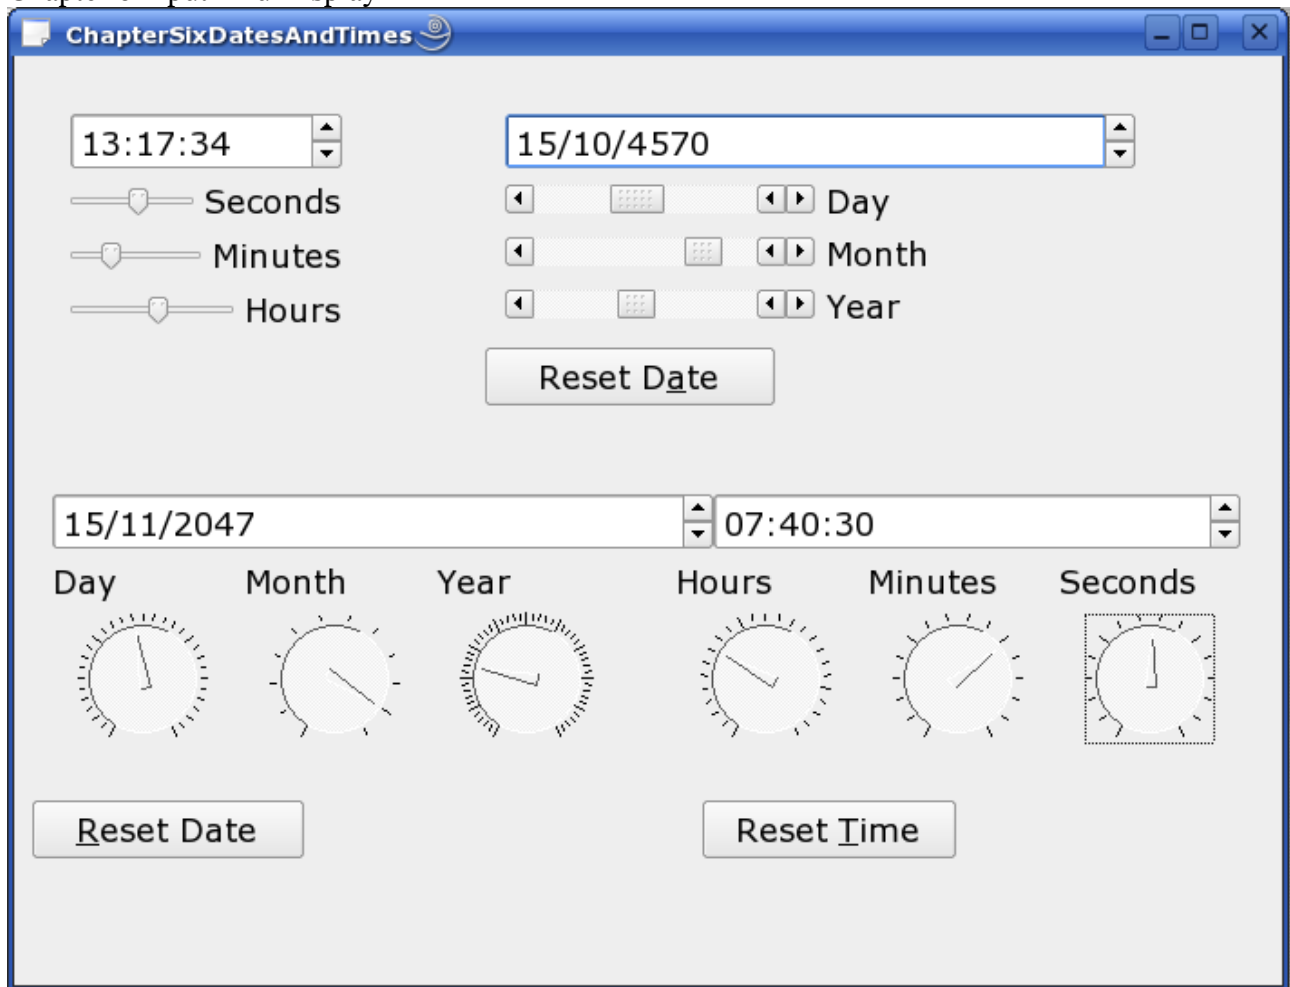 ChapterSixDatesAndTimes
13:17:34 15/10/4570
Seconds Day
Minutes Month
Hours Year
Reset Date
15/11/2047 07:40:30
Day Month Year Hours Minutes Seconds
Reset Date Reset Time